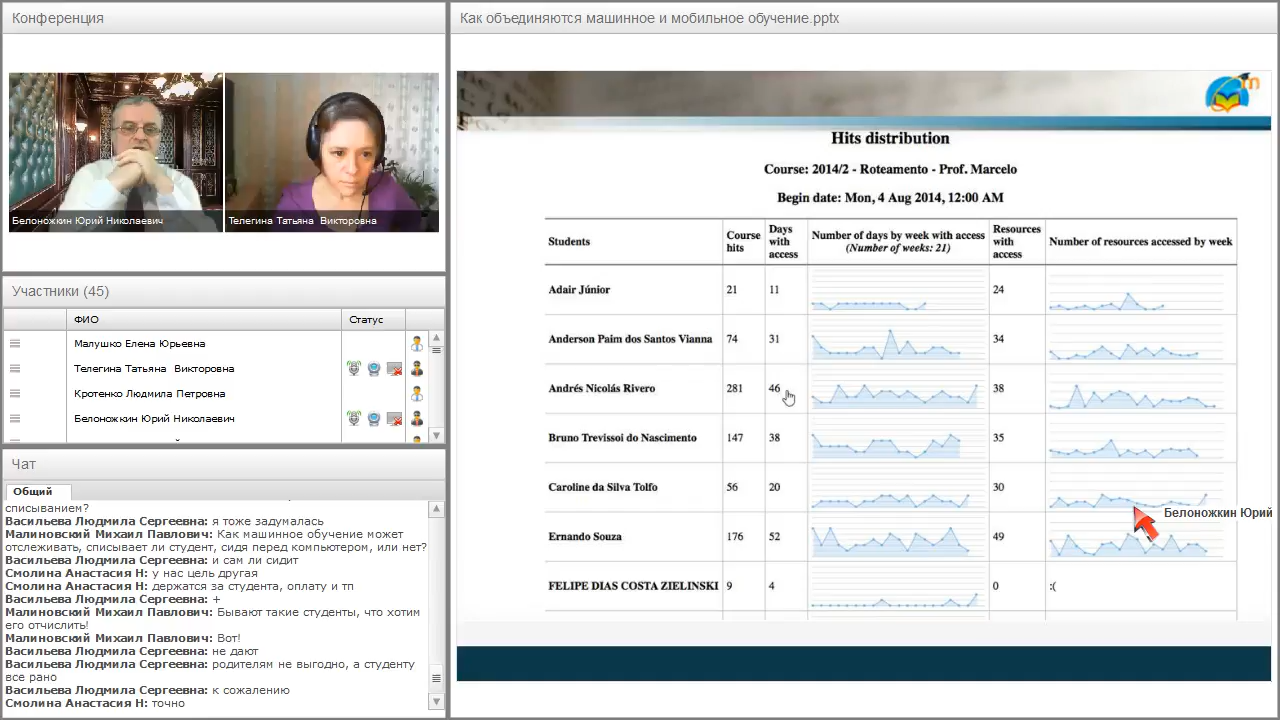 Конференция
Белоножкин Юрий Николаевич
Телегина Татьяна Викторовна
Участники (45)
ФИО Статус
Малушко Елена Юрьевна
Телегина Татьяна Викторовна
Кротенко Людмила Петровна
Белоножкин Юрий Николаевич
Чат
Общий
списыванием?
Васильева Людмила Сергеевна: я тоже задумалась
Малиновский Михаил Павлович: Как машинное обучение может
отслеживать, списывает ли студент, сидя перед компьютером, или нет?
Васильева Людмила Сергеевна: и сам ли сидит
Смолина Анастасия Н: у нас цель другая
Смолина Анастасия Н: держатся за студента, оплату и тп
Васильева Людмила Сергеевна: +
Малиновский Михаил Павлович: Бывают такие студенты, что хотим
его отчислить!
Малиновский Михаил Павлович: Вот!
Васильева Людмила Сергеевна: не дают
Васильева Людмила Сергеевна: родителям не выгодно, а студенту
все рано
Васильева Людмила Сергеевна: к сожалению
Смолина Анастасия Н: точно
Как объединяются машинное и мобильное обучение.pptx
m
Hits distribution
Course: 2014/2 - Roteamento - Prof. Marcelo
Begin date: Mon, 4 Aug 2014, 12:00 AM
Students Course hits Days with access Number of days by week with access (Number of weeks: 21) Resources with access Number of resources accessed by week
Adair Júnior 21 11 24
Anderson Paim dos Santos Vianna 74 31 34
Andrés Nicolás Rivero 281 46 38
Bruno Trevissoi do Nascimento 147 38 35
Caroline da Silva Tolfo 56 20 30
Белоножкин Юрий
Ernando Souza 176 52 49
FELIPE DIAS COSTA ZIELINSKI 9 4 0 :(